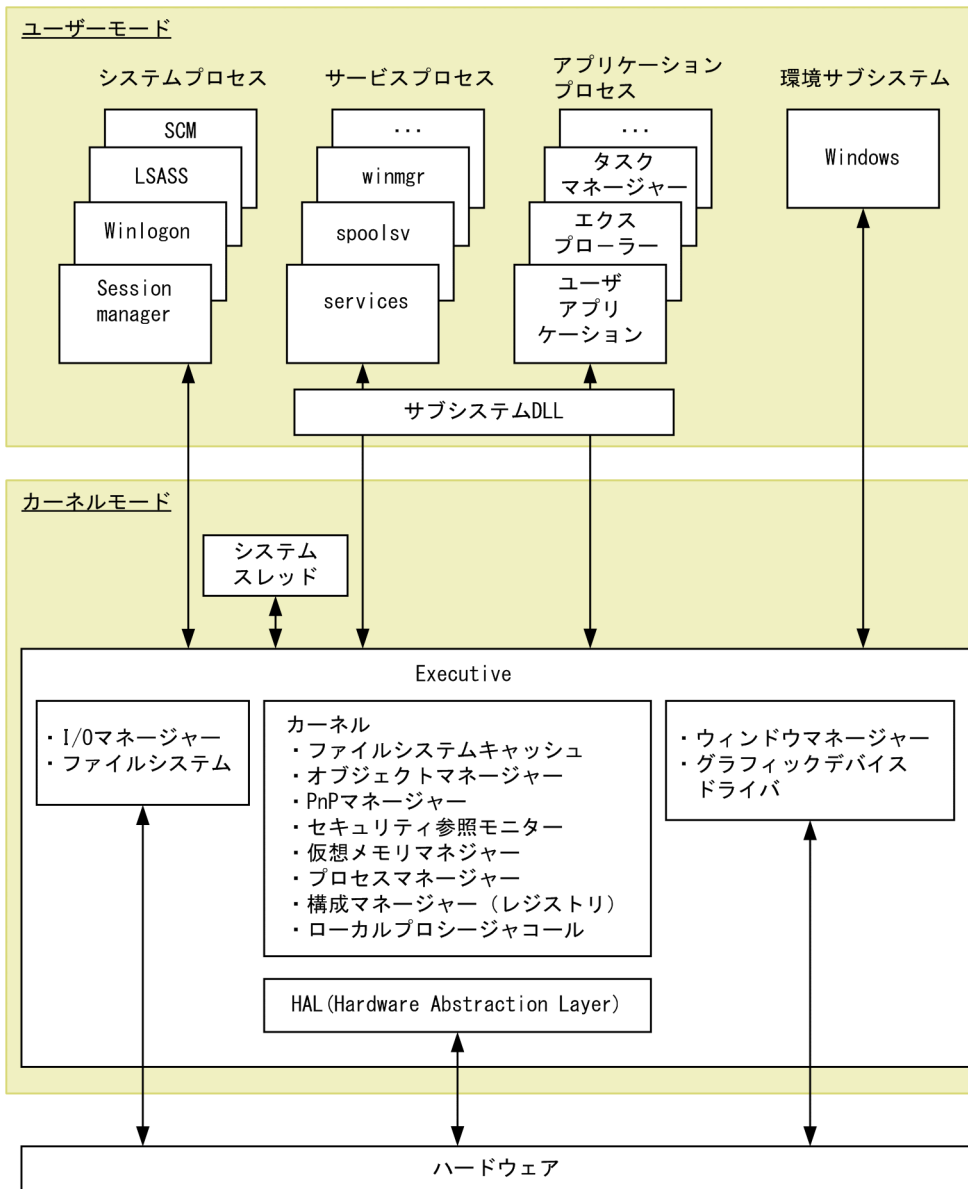 ユーザーモード
システムプロセス
サービスプロセス
アプリケーション
プロセス
環境サブシステム
SCM
LSASS
Winlogon
Session
manager
...
winmgr
spoolsv
services
...
タスク
マネージャー
エクス
プローラー
ユーザ
アプリ
ケーション
Windows
サブシステムDLL
カーネルモード
システム
スレッド
Executive
・I/Oマネージャー
・ファイルシステム
カーネル
・ファイルシステムキャッシュ
・オブジェクトマネージャー
・PnPマネージャー
・セキュリティ参照モニター
・仮想メモリマネジャー
・プロセスマネージャー
・構成マネージャー（レジストリ）
・ローカルプロシージャコール
・ウィンドウマネージャー
・グラフィックデバイス
ドライバ
HAL(Hardware Abstraction Layer)
ハードウェア